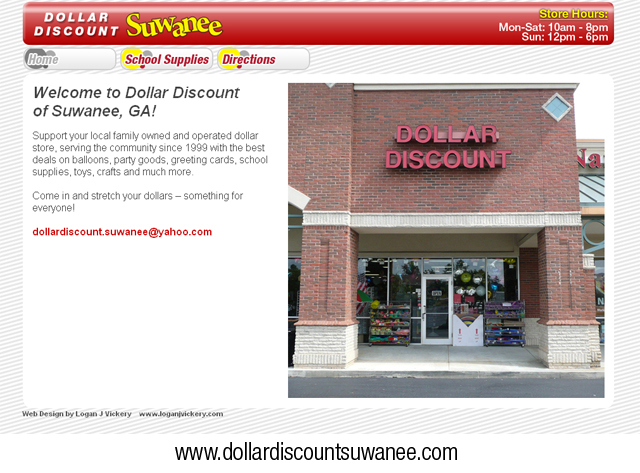 DOLLAR
DISCOUNT
Suwanee
Store Hours:
Mon-Sat: 10am - 8pm
Sun: 12pm - 6pm
Home
School Supplies
Directions
Welcome to Dollar Discount
of Suwanee, GA!
Support your local family owned and operated dollar
store, serving the community since 1999 with the best
deals on balloons, party goods, greeting cards, school
supplies, toys, crafts and much more.
Come in and stretch your dollars – something for
everyone!
dollardiscount.suwanee@yahoo.com
DOLLAR
DISCOUNT
Na
Web Design by Logan J Vickery www.loganjvickery.com
www.dollardiscountsuwanee.com